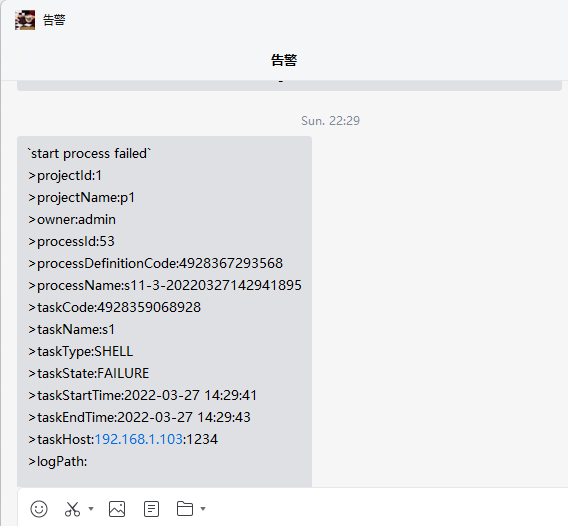 告警
告警
Sun. 22:29
`start process failed`
>projectId:1
>projectName:p1
>owner:admin
>processId:53
>processDefinitionCode:4928367293568
>processName:s11-3-20220327142941895
>taskCode:4928359068928
>taskName:s1
>taskType:SHELL
>taskState:FAILURE
>taskStartTime:2022-03-27 14:29:41
>taskEndTime:2022-03-27 14:29:43
>taskHost:192.168.1.103:1234
>logPath: